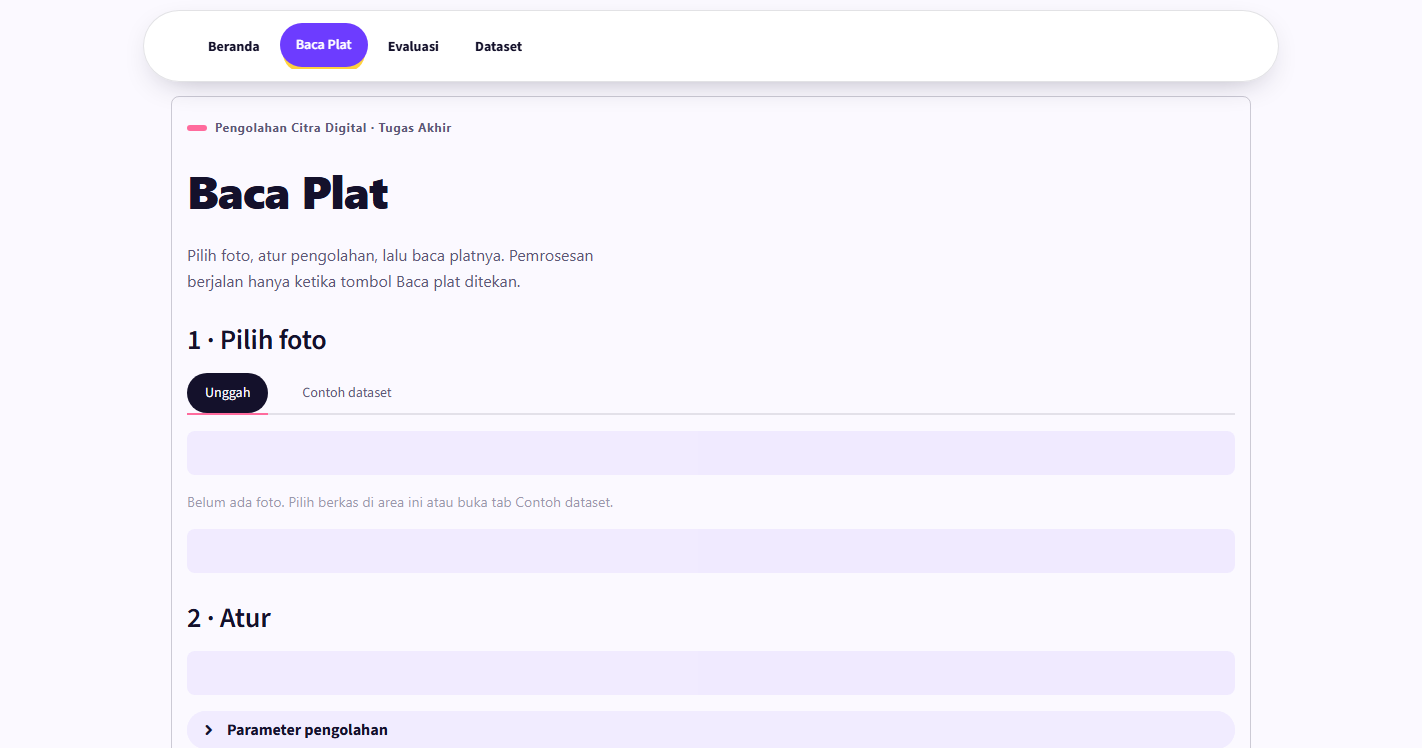 Beranda
Baca Plat
Evaluasi
Dataset
Pengolahan Citra Digital · Tugas Akhir
Baca Plat
Pilih foto, atur pengolahan, lalu baca platnya. Pemrosesan
berjalan hanya ketika tombol Baca plat ditekan.
1 · Pilih foto
Unggah
Contoh dataset
Belum ada foto. Pilih berkas di area ini atau buka tab Contoh dataset.
2 · Atur
Parameter pengolahan